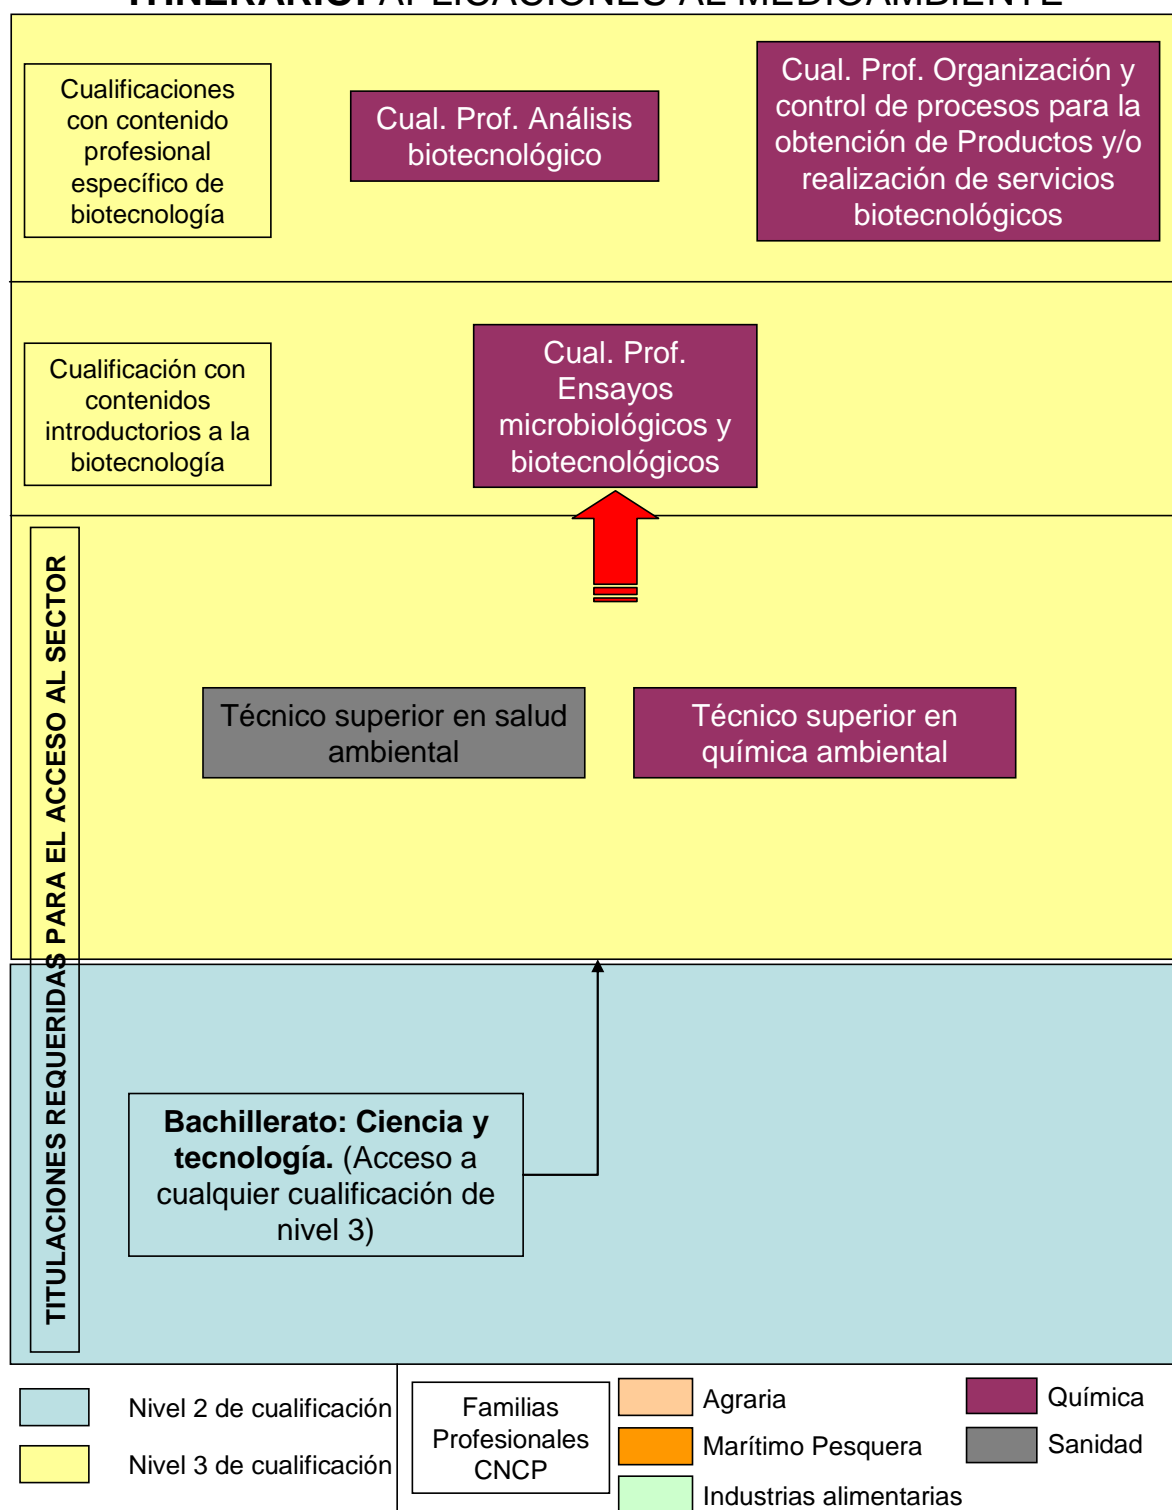 ITINERARIO: APLICACIONES AL MEDIOAMBIENTE
Cualificaciones
con contenido
profesional
específico de
biotecnología
Cual. Prof. Análisis
biotecnológico
Cual. Prof. Organización y
control de procesos para la
obtención de Productos y/o
realización de servicios
biotecnológicos
Cualificación con
contenidos
introductorios a la
biotecnología
Cual. Prof.
Ensayos
microbiológicos y
biotecnológicos
TITULACIONES REQUERIDAS PARA EL ACCESO AL SECTOR
Técnico superior en salud
ambiental
Técnico superior en
química ambiental
Bachillerato: Ciencia y
tecnología. (Acceso a
cualquier cualificación de
nivel 3)
Nivel 2 de cualificación
Nivel 3 de cualificación
Familias
Profesionales
CNCP
Agraria
Marítimo Pesquera
Industrias alimentarias
Química
Sanidad